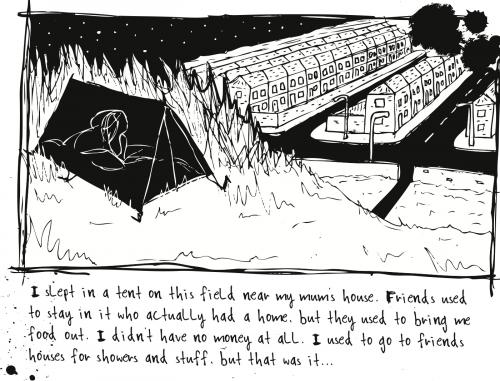 I slept in a tent on this field near my mum's house. Friends used
to stay in it who actually had a home. but they used to bring me
food out. I didn't have no money at all. I used to go to friends
houses for showers and stuff. but that was it...